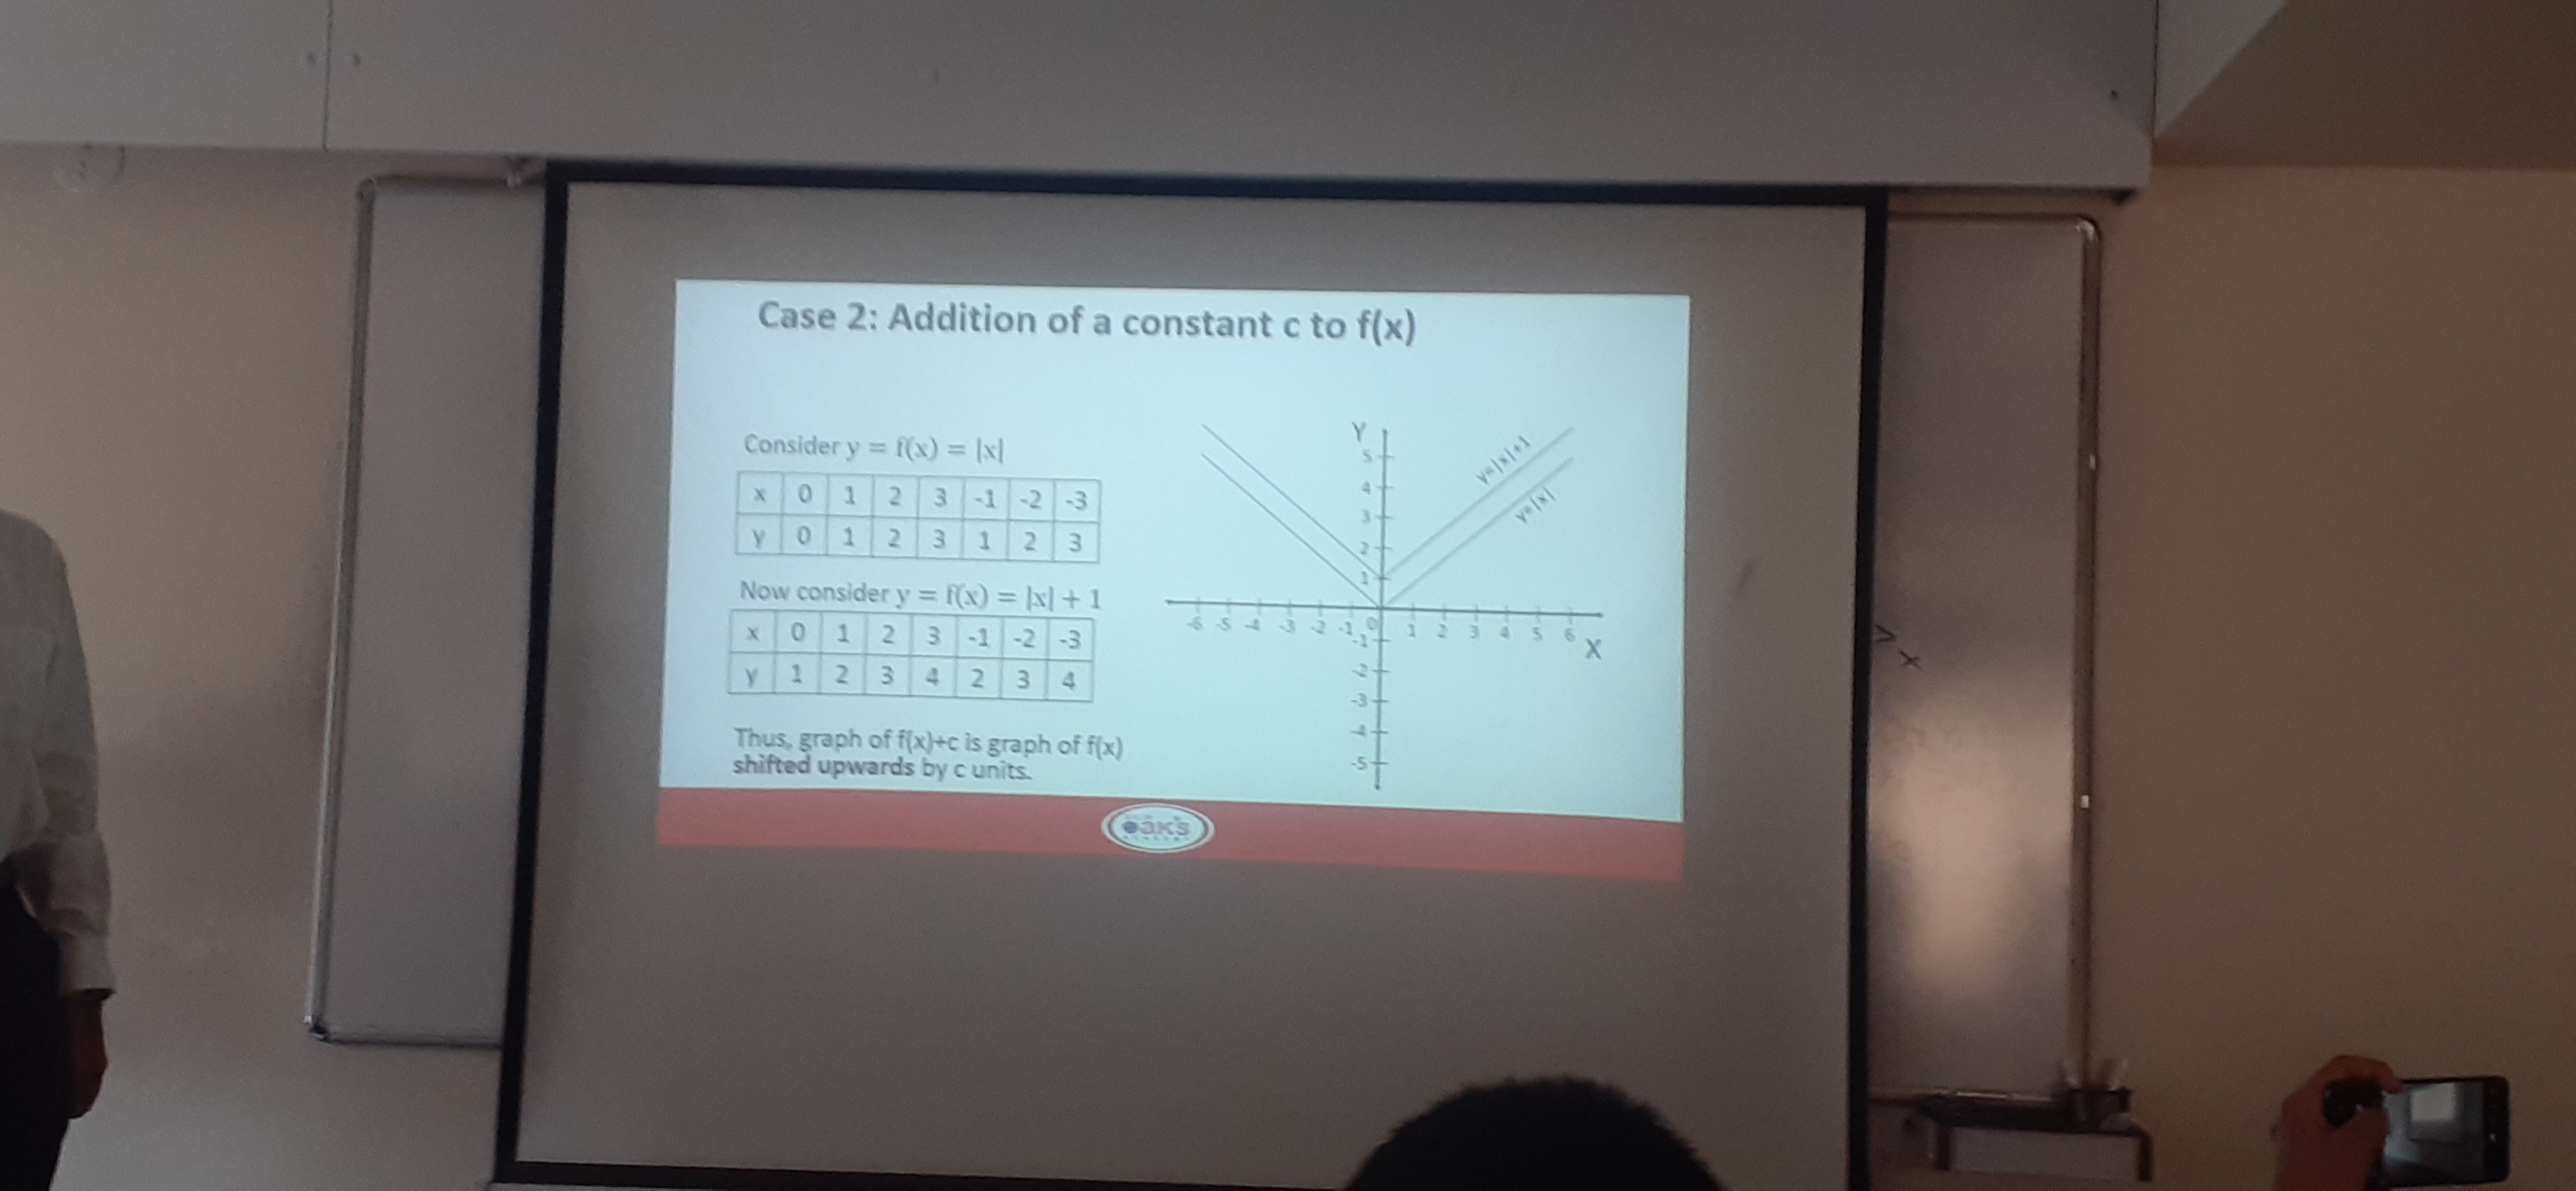 Case 2: Addition of a constant c to f(x)
Consider y = f(x) = |x|
x 0 1 2 3 -1 -2 -3
y 0 1 2 3 1 2 3
Now consider y = f(x) = |x| + 1
x 0 1 2 3 -1 -2 -3
y 1 2 3 4 2 3 4
Thus, graph of f(x)+c is graph of f(x)
shifted upwards by c units.
Y
5
4
3
2
1
y=|x|+1
y=|x|
-6 -5 -4 -3 -2 -1 0 1 2 3 4 5 6
X
-1
-2
-3
-4
-5
oaks
x